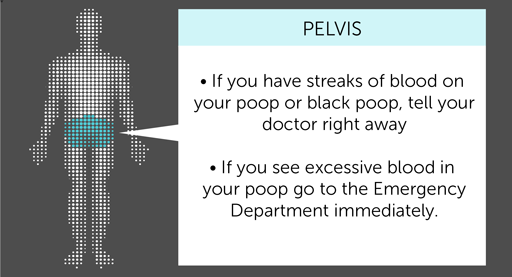 PELVIS
• If you have streaks of blood on
your poop or black poop, tell your
doctor right away
• If you see excessive blood in
your poop go to the Emergency
Department immediately.